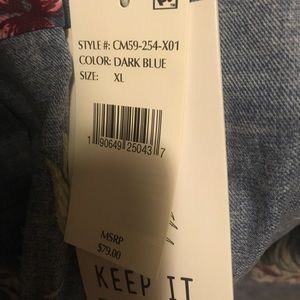 STYLE #: CM59-254-X01
COLOR: DARK BLUE
SIZE: XL
1 90649 25043 7
MSRP
$79.00
KEEP IT